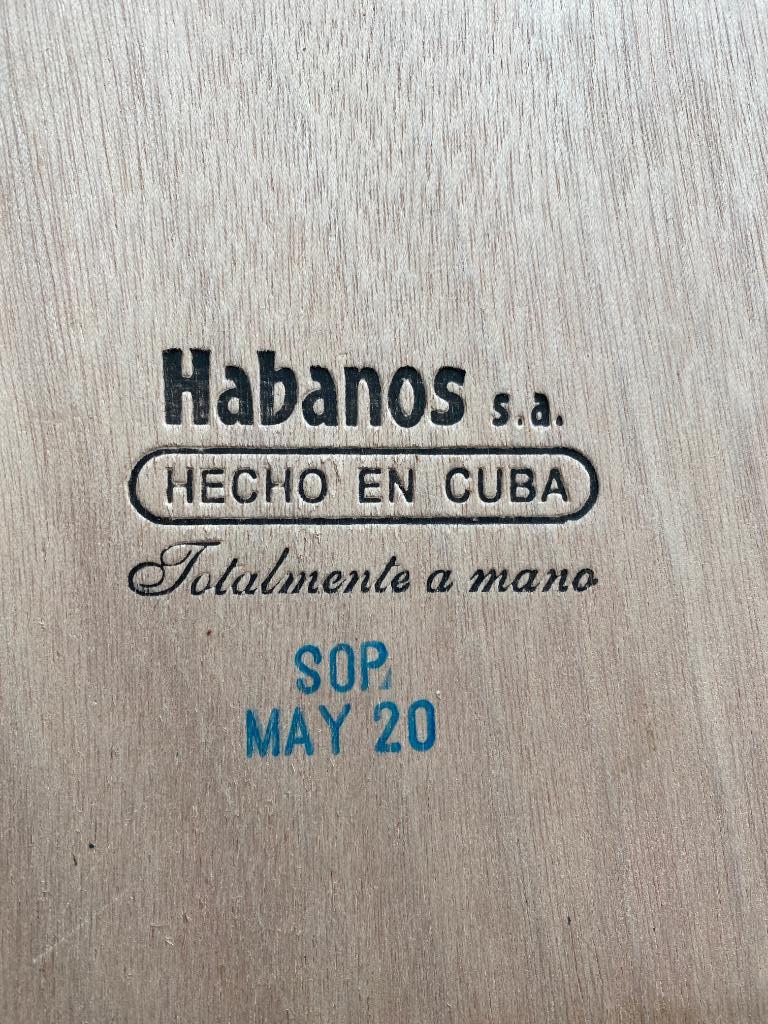 Habanos s.a.
HECHO EN CUBA
Totalmente a mano
SOP
MAY 20